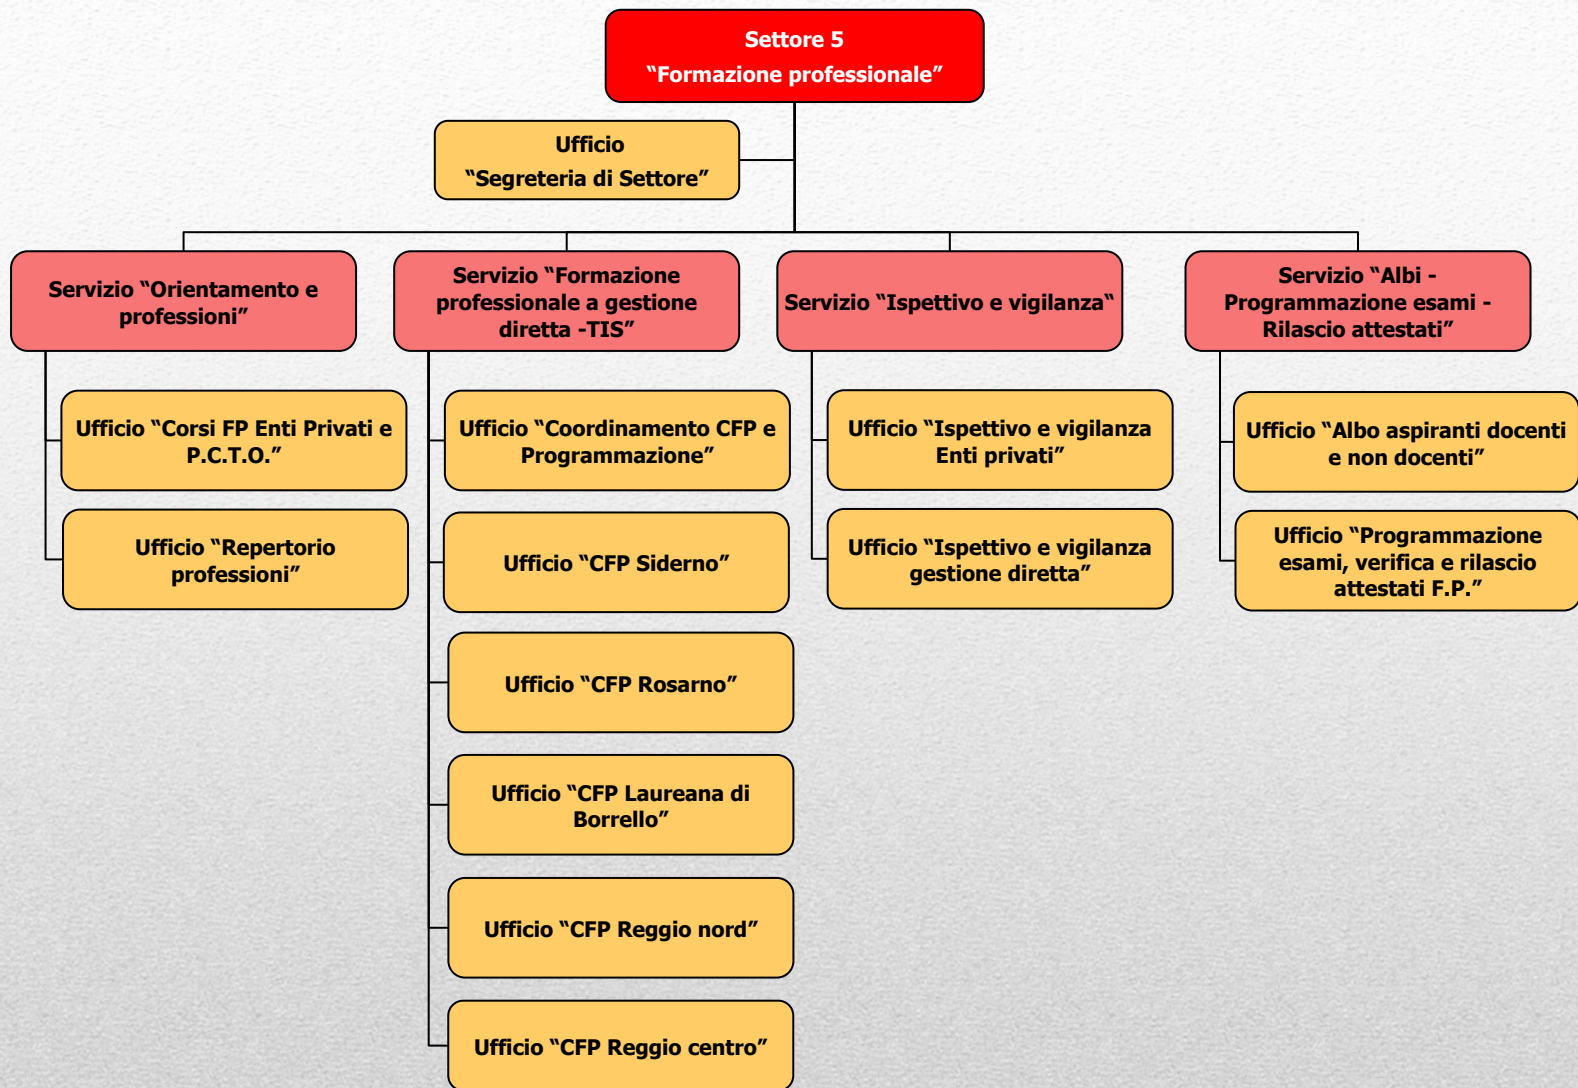 Settore 5
“Formazione professionale”
Ufficio
“Segreteria di Settore”
Servizio “Orientamento e
professioni”
Ufficio “Corsi FP Enti Privati e
P.C.T.O.”
Ufficio “Repertorio
professioni”
Servizio “Formazione
professionale a gestione
diretta -TIS”
Ufficio “Coordinamento CFP e
Programmazione”
Ufficio “CFP Siderno”
Ufficio “CFP Rosarno”
Ufficio “CFP Laureana di
Borrello”
Ufficio “CFP Reggio nord”
Ufficio “CFP Reggio centro”
Servizio “Ispettivo e vigilanza“
Ufficio “Ispettivo e vigilanza
Enti privati”
Ufficio “Ispettivo e vigilanza
gestione diretta”
Servizio “Albi -
Programmazione esami -
Rilascio attestati”
Ufficio “Albo aspiranti docenti
e non docenti”
Ufficio “Programmazione
esami, verifica e rilascio
attestati F.P.”